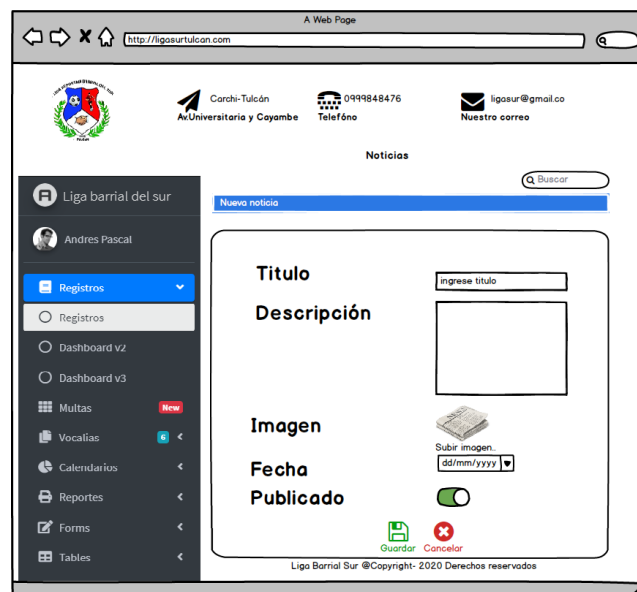 A Web Page
http://ligasurtulcan.com
Carchi-Tulcán
Av.Universitaria y Cayambe
0999848476
Telefóno
ligasur@gmail.co
Nuestro correo
Noticias
Buscar
Liga barrial del sur
Nueva noticia
Andres Pascal
Registros
Registros
Dashboard v2
Dashboard v3
Multas New
Vocalías 6
Calendarios
Reportes
Forms
Tables
Titulo
ingrese titulo
Descripción
Imagen
Subir imagen..
Fecha
dd/mm/yyyy
Publicado
Guardar
Cancelar
Liga Barrial Sur @Copyright- 2020 Derechos reservados